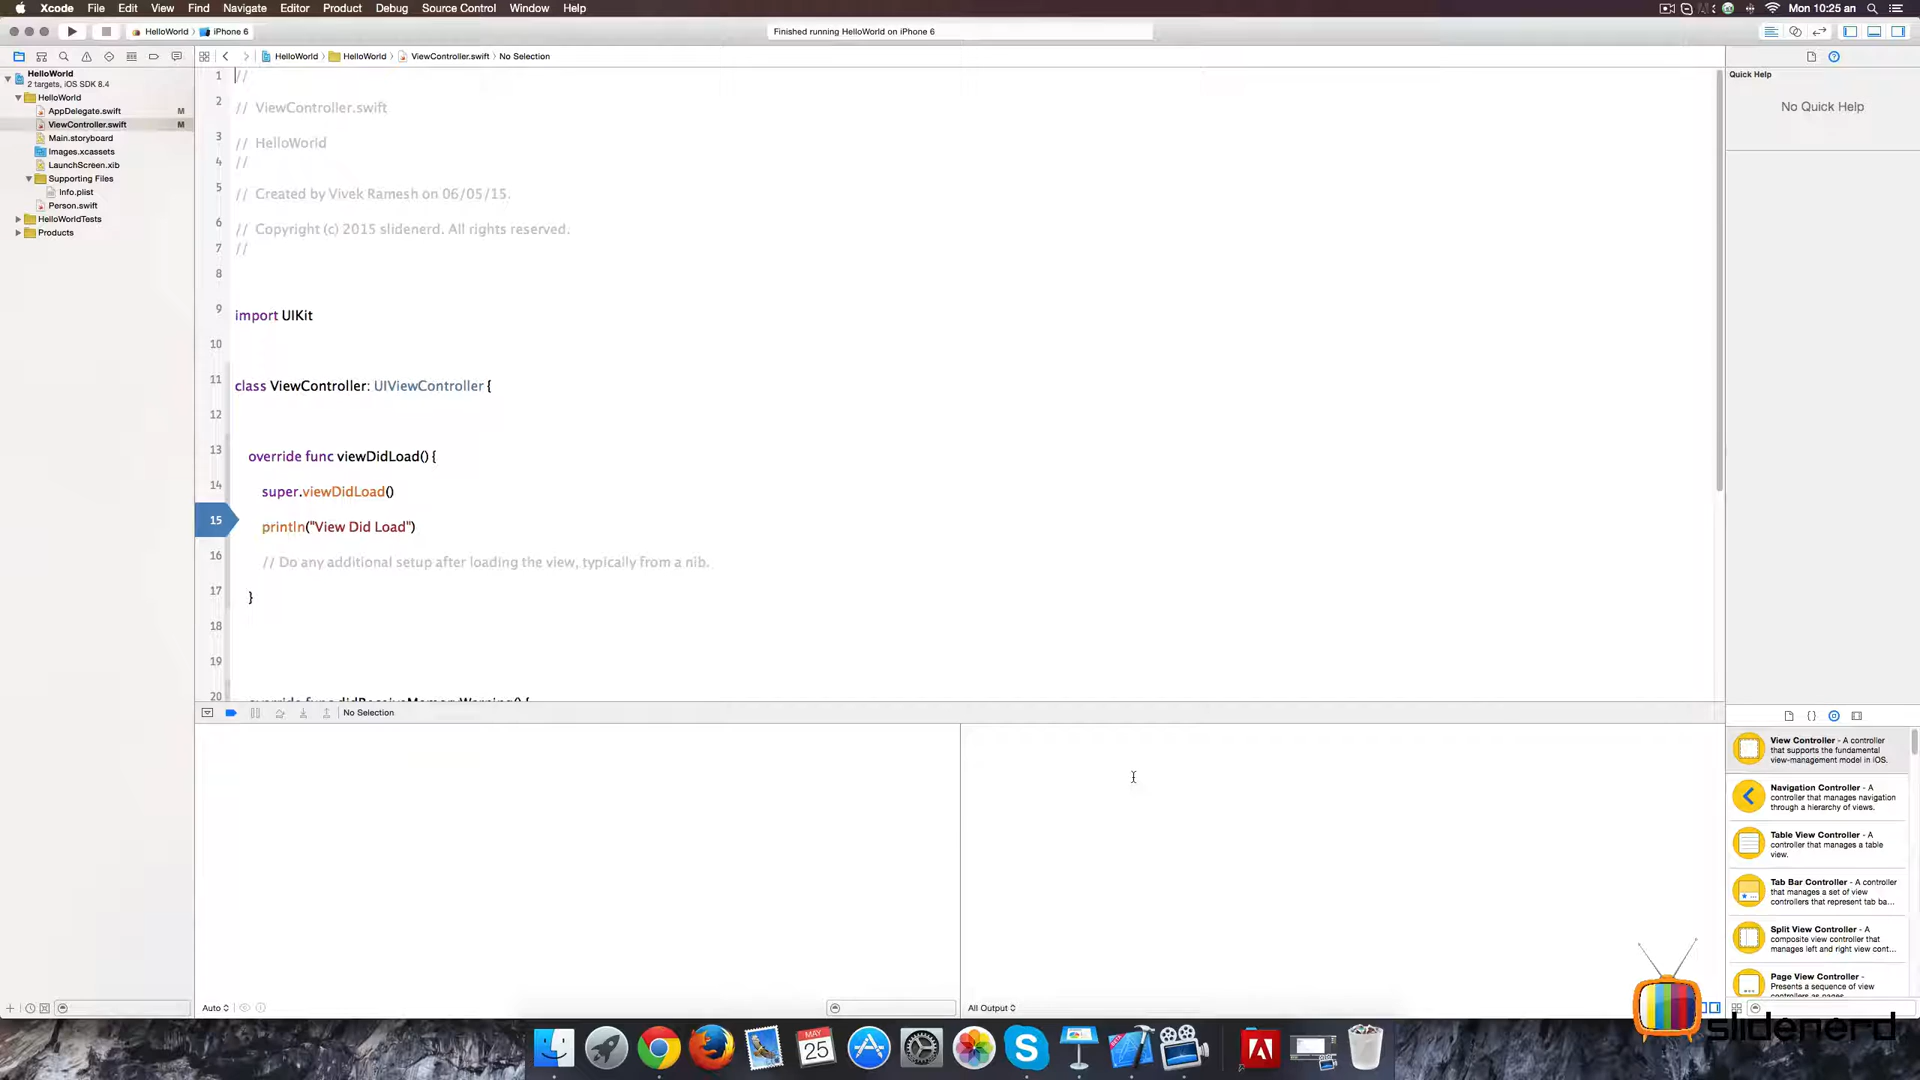 Xcode File Edit View Find Navigate Editor Product Debug Source Control Window Help Mon 10:25 am
HelloWorld iPhone 6 Finished running HelloWorld on iPhone 6
HelloWorld HelloWorld ViewController.swift No Selection
HelloWorld
2 targets, iOS SDK 8.4
HelloWorld
AppDelegate.swift M
ViewController.swift M
Main.storyboard
Images.xcassets
LaunchScreen.xib
Supporting Files
Info.plist
Person.swift
HelloWorldTests
Products
1 //
2 // ViewController.swift
3 // HelloWorld
4 //
5 // Created by Vivek Ramesh on 06/05/15.
6 // Copyright (c) 2015 slidenerd. All rights reserved.
7 //
8
9 import UIKit
10
11 class ViewController: UIViewController {
12
13 override func viewDidLoad() {
14 super.viewDidLoad()
15 println("View Did Load")
16 // Do any additional setup after loading the view, typically from a nib.
17 }
18
19
20 override func didReceiveMemoryWarning() {
No Selection
Auto
All Output
Quick Help
No Quick Help
{}
View Controller - A controller
that supports the fundamental
view-management model in iOS.
Navigation Controller - A
controller that manages navigation
through a hierarchy of views.
Table View Controller - A
controller that manages a table
view.
Tab Bar Controller - A controller
that manages a set of view
controllers that represent tab ba...
Split View Controller - A
composite view controller that
manages left and right view cont...
Page View Controller -
Presents a sequence of view
controllers as pages.
slidenerd
MAY
25